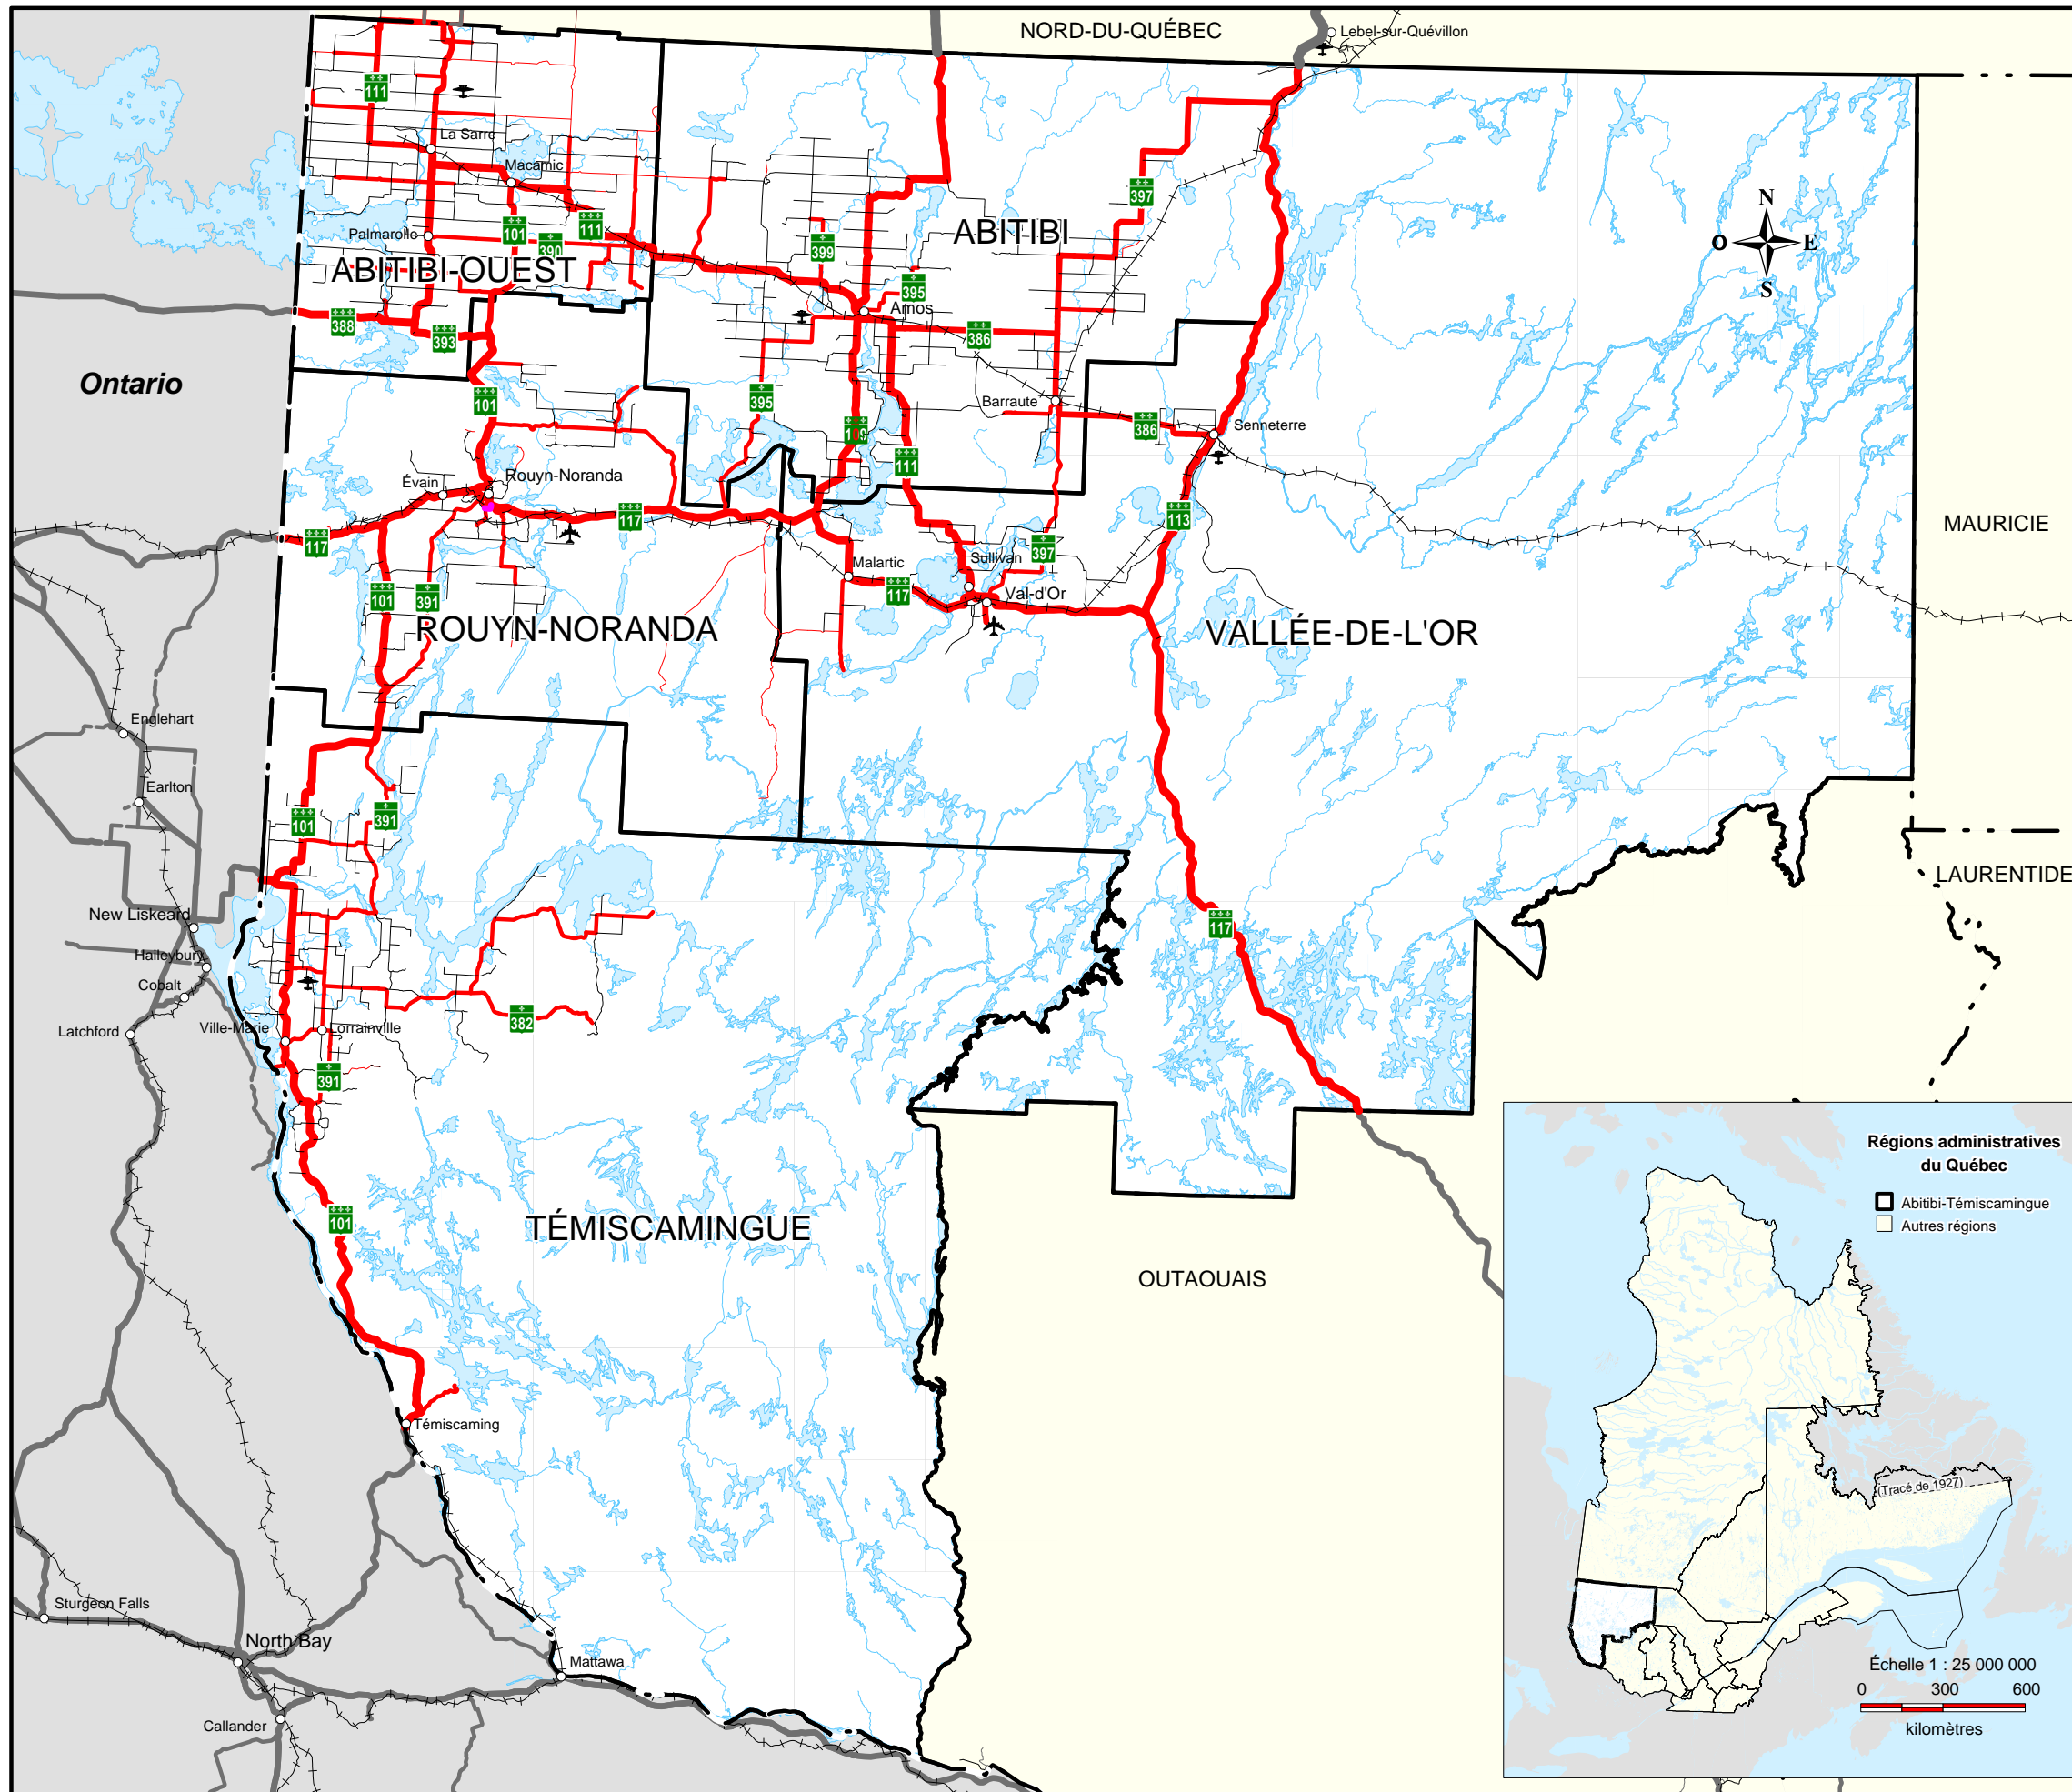 NORD-DU-QUÉBEC
Lebel-sur-Quévillon
111
La Sarre
Macamic
397
101
111
Palmarolle
390
399
ABITIBI
N
O
E
S
ABITIBI-OUEST
395
Amos
388
393
386
Ontario
101
395
Barraute
109
386
Senneterre
111
Évain
Rouyn-Noranda
117
117
113
MAURICIE
397
Malartic
Sullivan
117
101
391
Val-d'Or
ROUYN-NORANDA
VALLÉE-DE-L'OR
Englehart
Earlton
101
391
LAURENTIDE
New Liskeard
117
Haileybury
Cobalt
Latchford
Ville-Marie
Lorrainville
382
391
101
TÉMISCAMINGUE
OUTAOUAIS
Témiscaming
Sturgeon Falls
North Bay
Mattawa
Callander
Régions administratives
du Québec
Abitibi-Témiscamingue
Autres régions
(Tracé de 1927)
Échelle 1 : 25 000 000
0 300 600
kilomètres